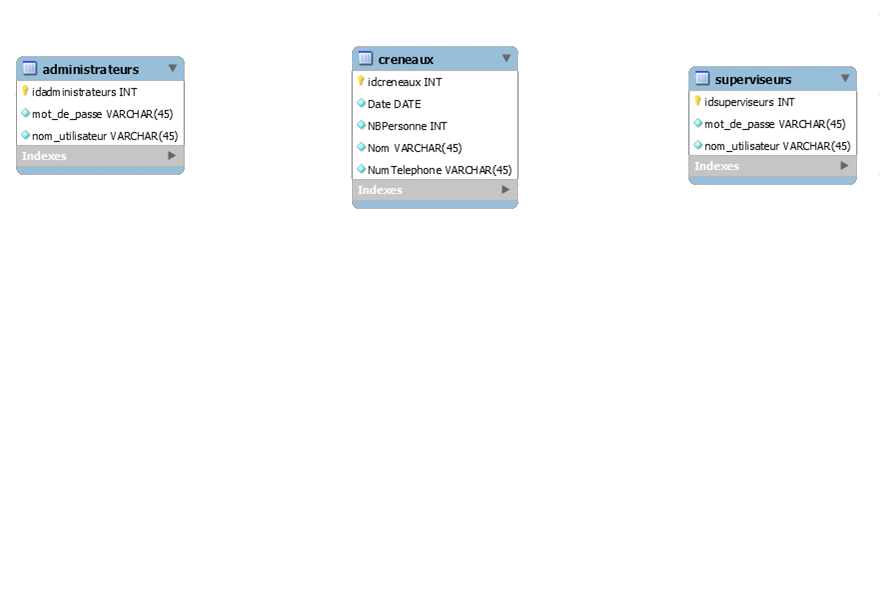 administrateurs
idadministrateurs INT
mot_de_passe VARCHAR(45)
nom_utilisateur VARCHAR(45)
Indexes
creneaux
idcreneaux INT
Date DATE
NBPersonne INT
Nom VARCHAR(45)
NumTelephone VARCHAR(45)
Indexes
superviseurs
idsuperviseurs INT
mot_de_passe VARCHAR(45)
nom_utilisateur VARCHAR(45)
Indexes